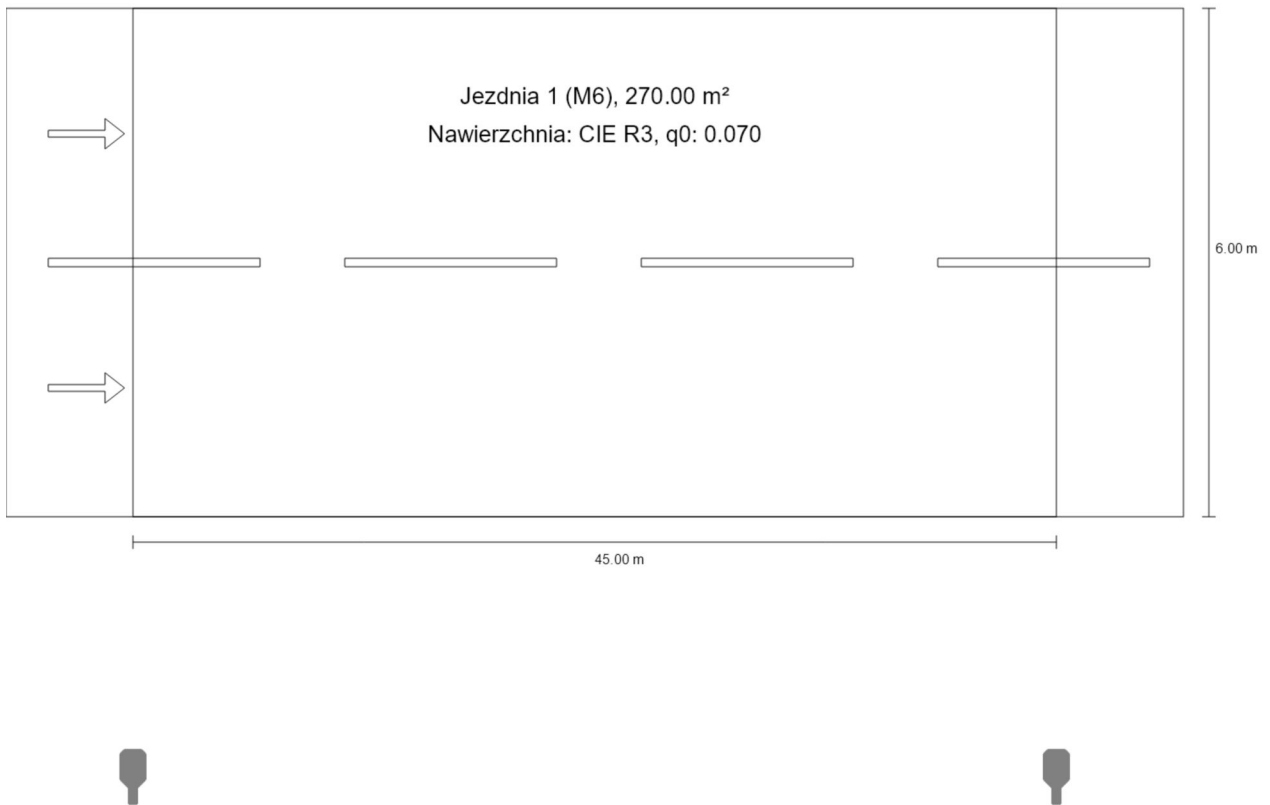 Jezdnia 1 (M6), 270.00 m²
Nawierzchnia: CIE R3, q0: 0.070
6.00 m
45.00 m